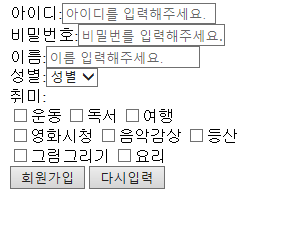 아이디:아이디를 입력해주세요.
비밀번호:비밀번를 입력해주세요.
이름:이름 입력해주세요.
성별:성별
취미:
운동 독서 여행
영화시청 음악감상 등산
그림그리기 요리
회원가입 다시입력